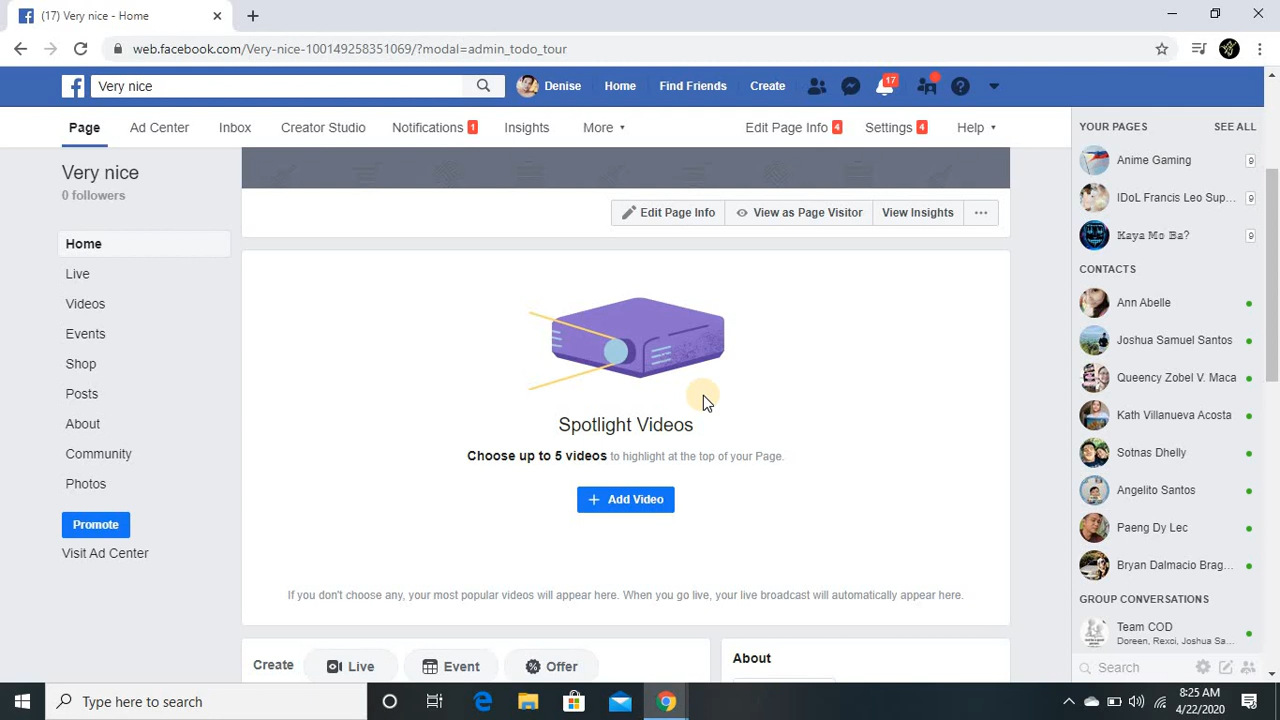 (17) Very nice - Home
web.facebook.com/Very-nice-100149258351069/?modal=admin_todo_tour
Very nice
Denise
Home
Find Friends
Create
17
Page
Ad Center
Inbox
Creator Studio
Notifications 1
Insights
More
Edit Page Info 4
Settings 4
Help
Very nice
0 followers
Home
Live
Videos
Events
Shop
Posts
About
Community
Photos
Promote
Visit Ad Center
Edit Page Info
View as Page Visitor
View Insights
Spotlight Videos
Choose up to 5 videos to highlight at the top of your Page.
+ Add Video
If you don't choose any, your most popular videos will appear here. When you go live, your live broadcast will automatically appear here.
Create
Live
Event
Offer
About
YOUR PAGES
SEE ALL
Anime Gaming 9
IDoL Francis Leo Sup... 9
𝕂𝕒𝕪𝕒 𝕄𝕠 𝔹𝕒? 9
CONTACTS
Ann Abelle
Joshua Samuel Santos
Queency Zobel V. Maca
Kath Villanueva Acosta
Sotnas Dhelly
Angelito Santos
Paeng Dy Lec
Bryan Dalmacio Brag...
GROUP CONVERSATIONS
Team COD
Doreen, Rexci, Joshua Sa...
Search
Type here to search
8:25 AM
4/22/2020